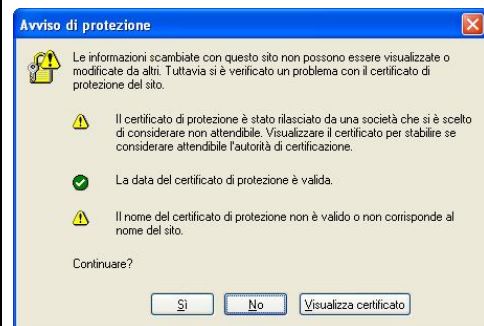 Avviso di protezione
Le informazioni scambiate con questo sito non possono essere visualizzate o
modificate da altri. Tuttavia si è verificato un problema con il certificato di
protezione del sito.
Il certificato di protezione è stato rilasciato da una società che si è scelto
di considerare non attendibile. Visualizzare il certificato per stabilire se
considerare attendibile l'autorità di certificazione.
La data del certificato di protezione è valida.
Il nome del certificato di protezione non è valido o non corrisponde al
nome del sito.
Continuare?
Sì No Visualizza certificato